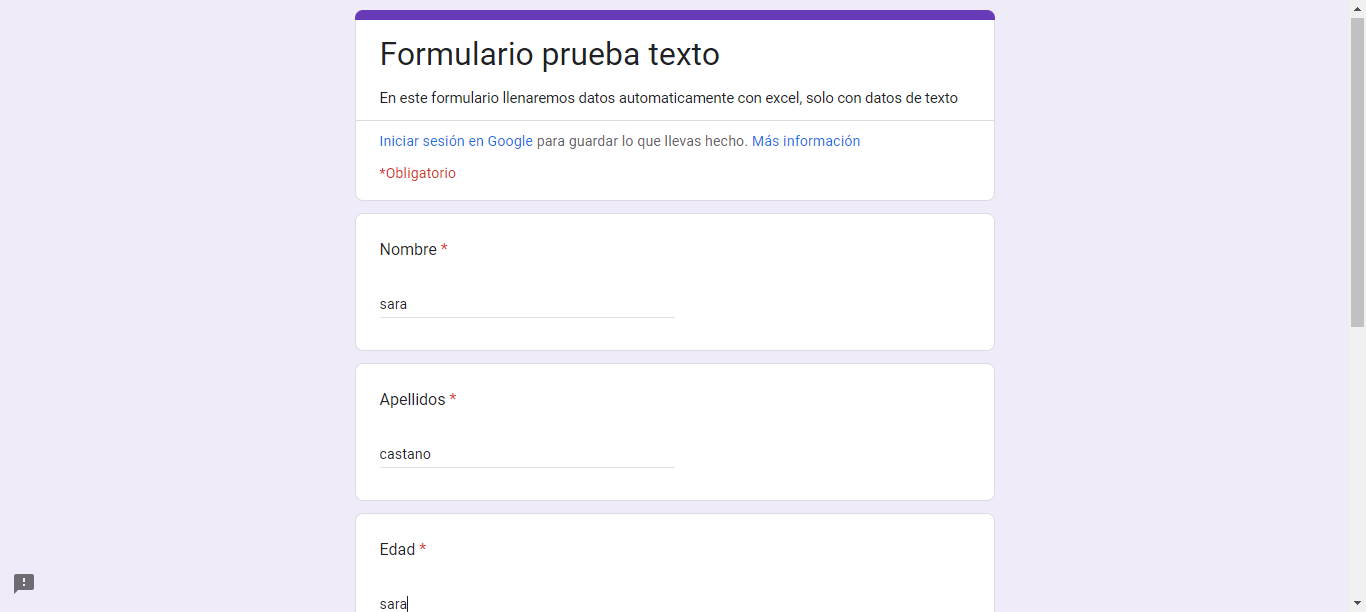 Formulario prueba texto
En este formulario llenaremos datos automaticamente con excel, solo con datos de texto
Iniciar sesión en Google para guardar lo que llevas hecho. Más información
*Obligatorio
Nombre *
sara
Apellidos *
castano
Edad *
sara